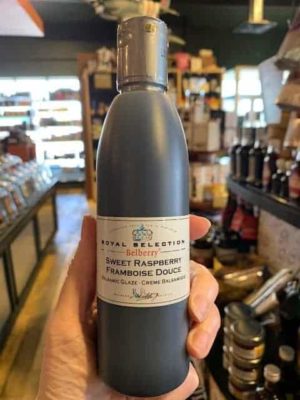 ROYAL SELECTION
Belberry
SWEET RASPBERRY
FRAMBOISE DOUCE
BALSAMIC GLAZE · CRÈME BALSAMIQUE